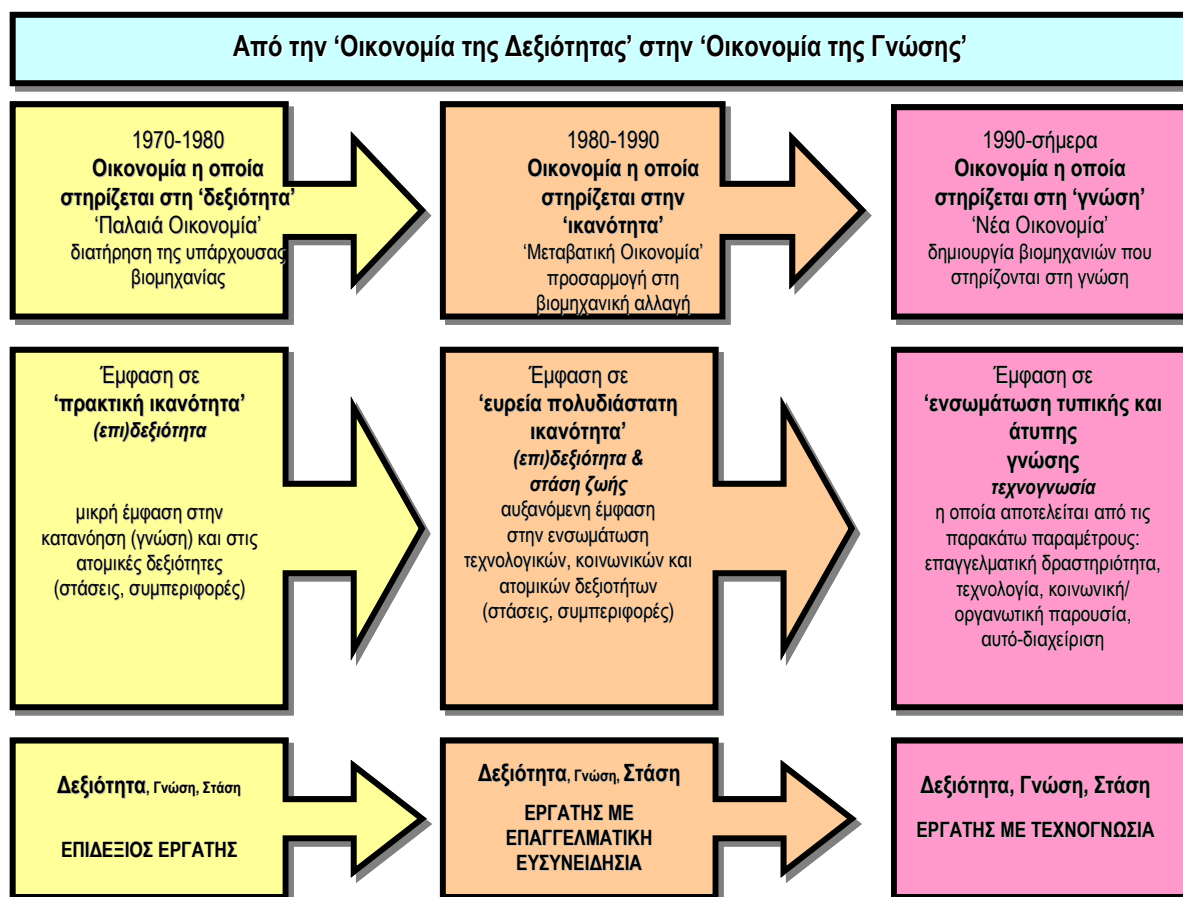 Από την ‘Οικονομία της Δεξιότητας’ στην ‘Οικονομία της Γνώσης’
1970-1980
Οικονομία η οποία
στηρίζεται στη ‘δεξιότητα’
‘Παλαιά Οικονομία’
διατήρηση της υπάρχουσας
βιομηχανίας
1980-1990
Οικονομία η οποία
στηρίζεται στην
‘ικανότητα’
‘Μεταβατική Οικονομία’
προσαρμογή στη
βιομηχανική αλλαγή
1990-σήμερα
Οικονομία η οποία
στηρίζεται στη ‘γνώση’
‘Νέα Οικονομία’
δημιουργία βιομηχανιών που
στηρίζονται στη γνώση
Έμφαση σε
‘πρακτική ικανότητα’
(επι)δεξιότητα
μικρή έμφαση στην
κατανόηση (γνώση) και στις
ατομικές δεξιότητες
(στάσεις, συμπεριφορές)
Έμφαση σε
‘ευρεία πολυδιάστατη
ικανότητα’
(επι)δεξιότητα &
στάση ζωής
αυξανόμενη έμφαση
στην ενσωμάτωση
τεχνολογικών, κοινωνικών και
ατομικών δεξιοτήτων
(στάσεις, συμπεριφορές)
Έμφαση σε
‘ενσωμάτωση τυπικής και
άτυπης
γνώσης
τεχνογνωσία
η οποία αποτελείται από τις
παρακάτω παραμέτρους:
επαγγελματική δραστηριότητα,
τεχνολογία, κοινωνική/
οργανωτική παρουσία,
αυτό-διαχείριση
Δεξιότητα, Γνώση, Στάση
ΕΠΙΔΕΞΙΟΣ ΕΡΓΑΤΗΣ
Δεξιότητα, Γνώση, Στάση
ΕΡΓΑΤΗΣ ΜΕ
ΕΠΑΓΓΕΛΜΑΤΙΚΗ
ΕΥΣΥΝΕΙΔΗΣΙΑ
Δεξιότητα, Γνώση, Στάση
ΕΡΓΑΤΗΣ ΜΕ ΤΕΧΝΟΓΝΩΣΙΑ